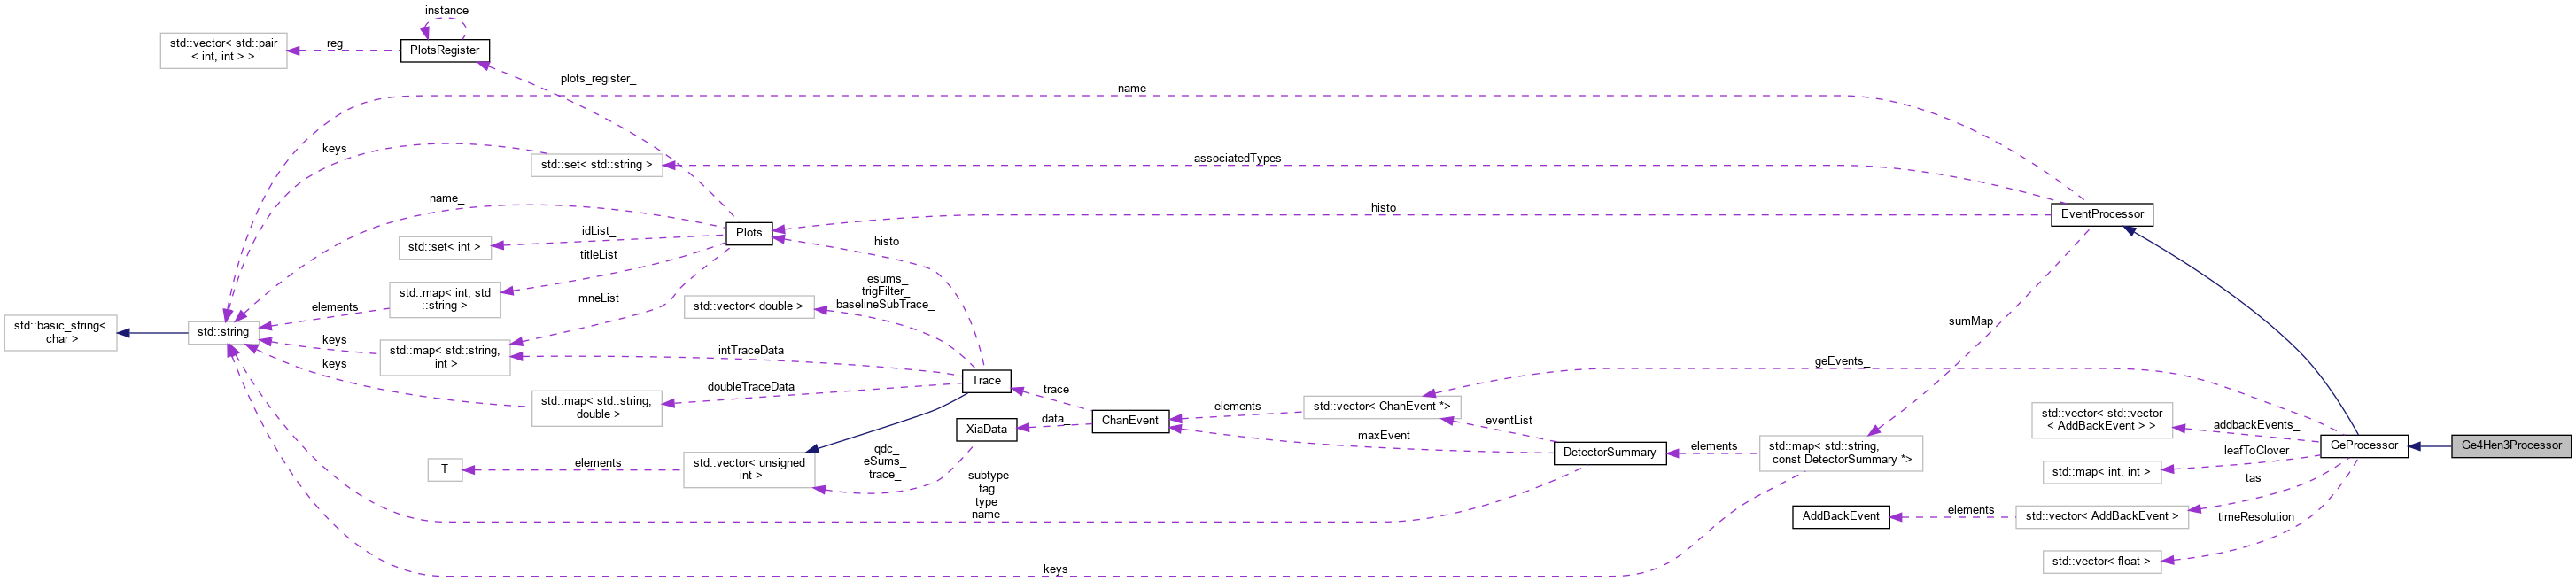 instance
std::vector< std::pair
< int, int > >
reg
PlotsRegister
plots_register_
name
keys
std::set< std::string >
associatedTypes
name_
histo
EventProcessor
idList_
Plots
std::set< int >
histo
titleList
esums_
trigFilter_
baselineSubTrace_
std::map< int, std
::string >
mneList
std::vector< double >
elements
sumMap
std::basic_string<
char >
std::string
keys
std::map< std::string,
int >
intTraceData
keys
doubleTraceData
Trace
trace
geEvents_
std::map< std::string,
double >
elements
std::vector< ChanEvent *>
std::vector< std::vector
< AddBackEvent > >
addbackEvents_
data_
ChanEvent
eventList
XiaData
maxEvent
elements
GeProcessor
Ge4Hen3Processor
qdc_
eSums_
trace_
DetectorSummary
std::map< std::string,
const DetectorSummary *>
leafToClover
T
elements
std::vector< unsigned
int >
std::map< int, int >
tas_
subtype
tag
type
name
AddBackEvent
elements
std::vector< AddBackEvent >
timeResolution
std::vector< float >
keys